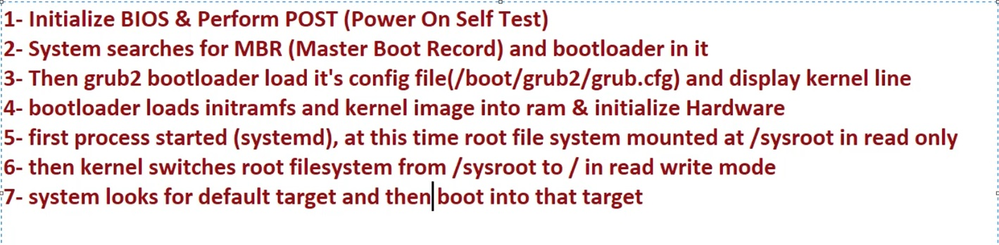 1- Initialize BIOS & Perform POST (Power On Self Test)
2- System searches for MBR (Master Boot Record) and bootloader in it
3- Then grub2 bootloader load it's config file(/boot/grub2/grub.cfg) and display kernel line
4- bootloader loads initramfs and kernel image into ram & initialize Hardware
5- first process started (systemd), at this time root file system mounted at /sysroot in read only
6- then kernel switches root filesystem from /sysroot to / in read write mode
7- system looks for default target and then boot into that target